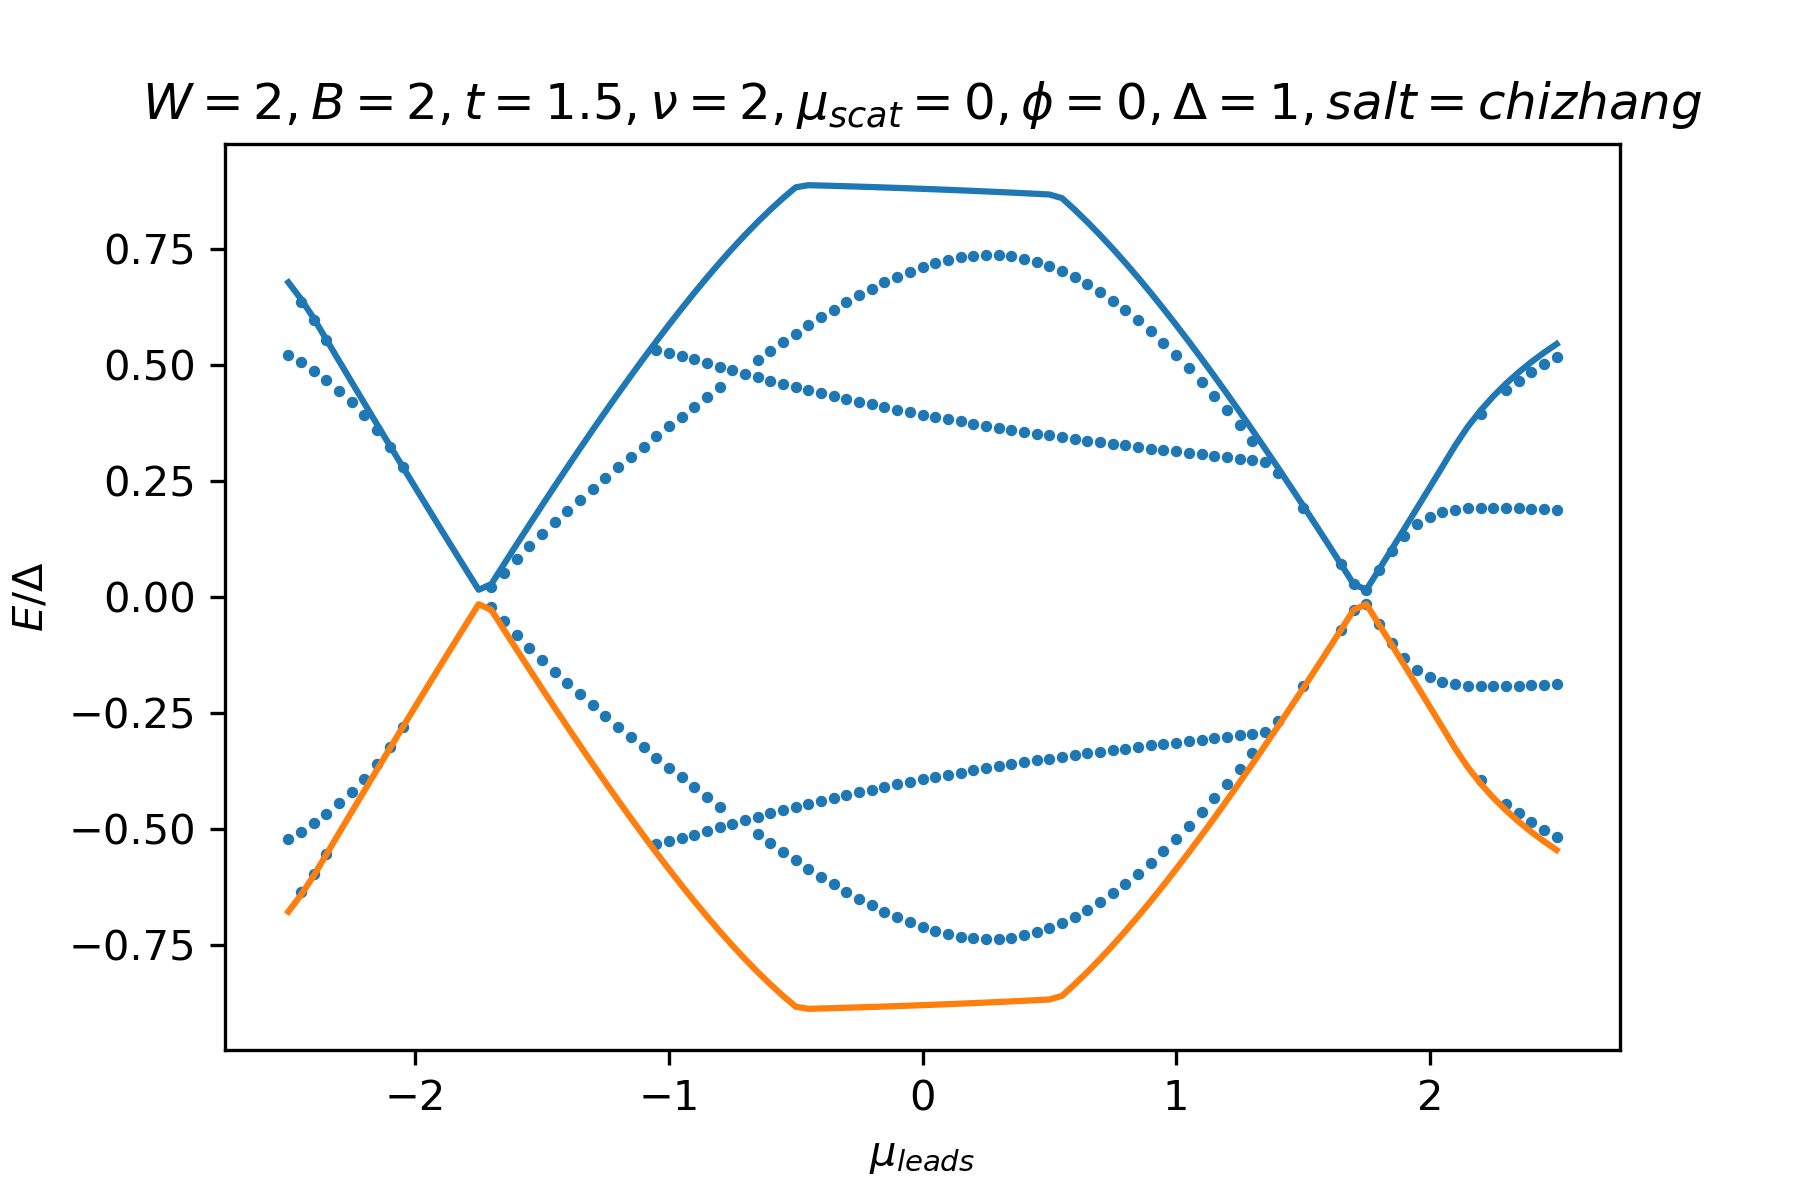 W = 2, B = 2, t = 1.5, ν = 2, μ_scat = 0, ϕ = 0, Δ = 1, salt = chizhang
E/Δ
0.75
0.50
0.25
0.00
−0.25
−0.50
−0.75
−2 −1 0 1 2
μ_leads